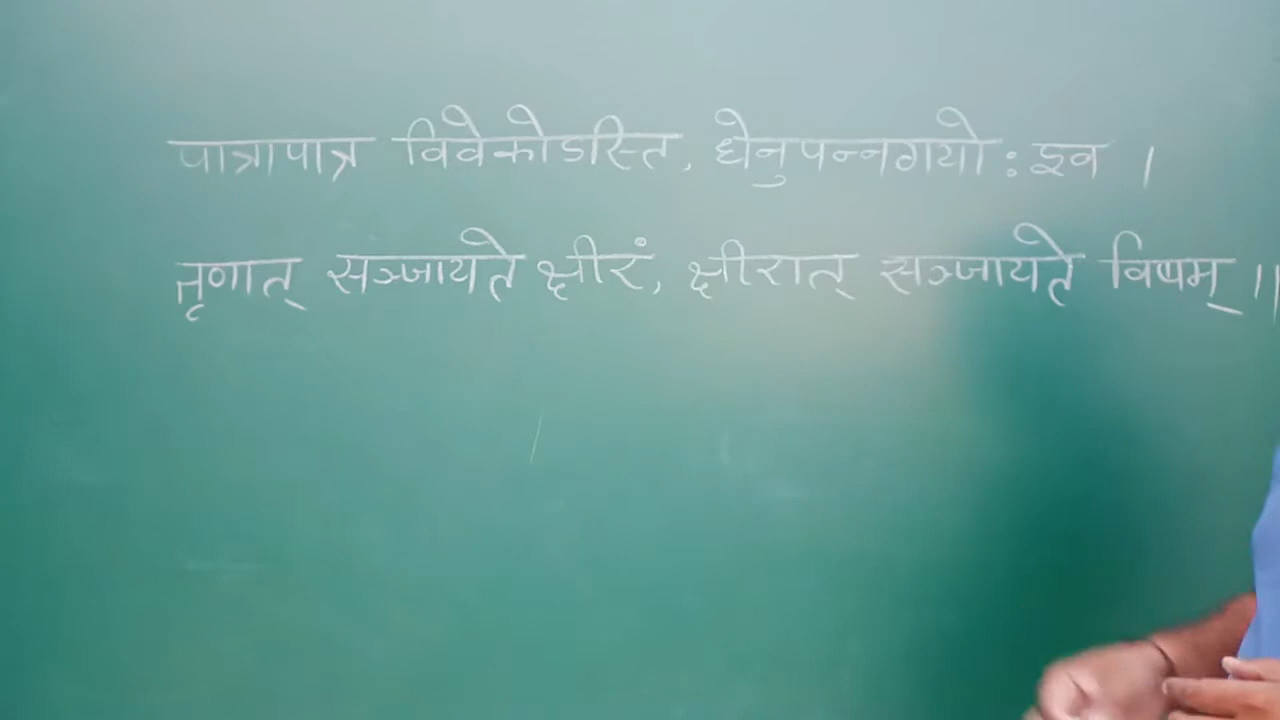 पात्रापात्र विवेकोऽस्ति, धेनुपन्नगयो: इव ।
तृणात् सञ्जायते क्षीरं, क्षीरात् सञ्जायते विषम् ॥